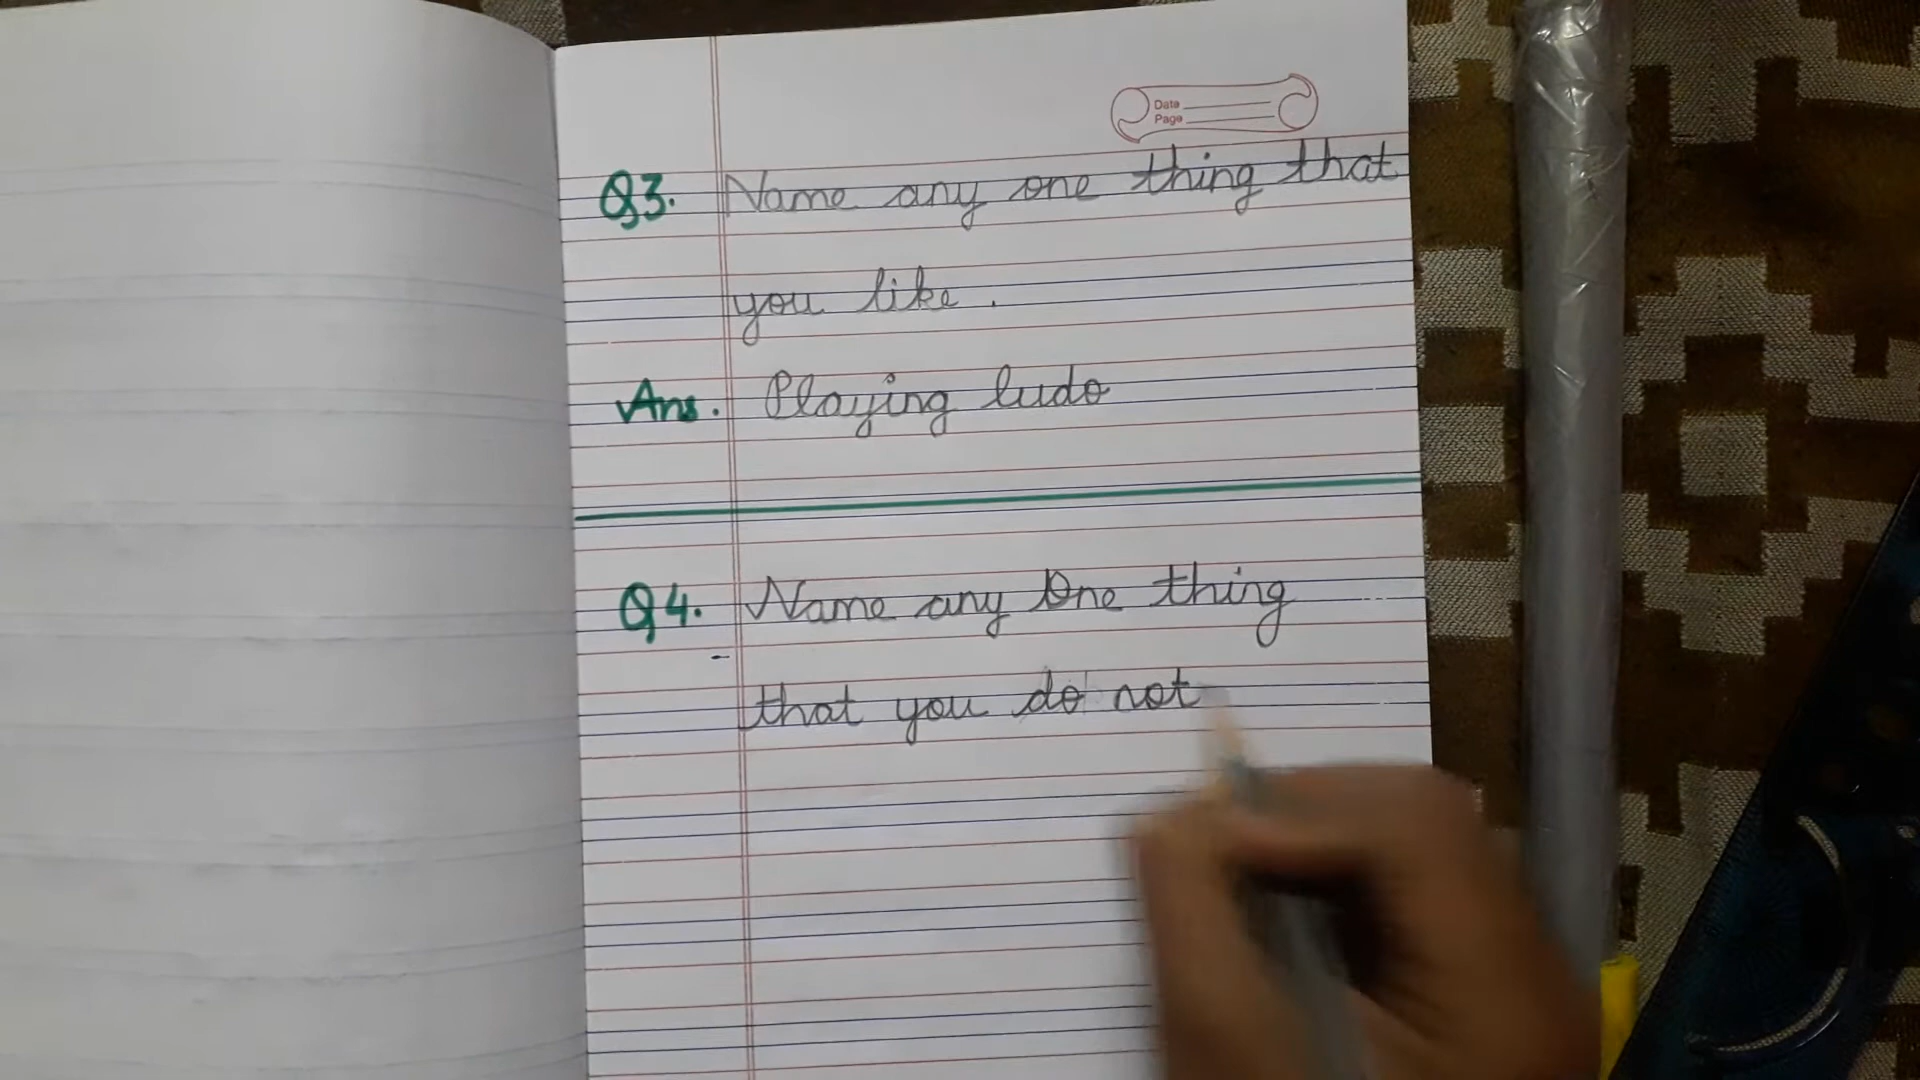 Date
Page
Q3. Name any one thing that
you like.
Ans. Playing ludo
Q4. Name any One thing
that you do not